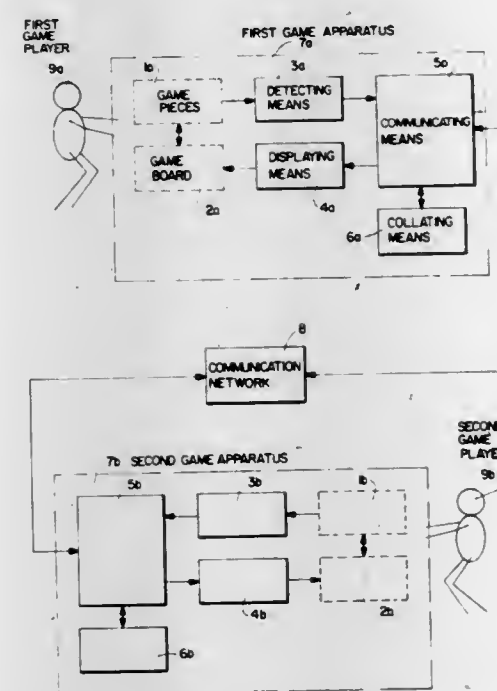 FIRST
GAME
PLAYER
9a
FIRST GAME APPARATUS
7a
1a
GAME
PIECES
3a
DETECTING
MEANS
5a
COMMUNICATING
MEANS
GAME
BOARD
2a
DISPLAYING
MEANS
4a
6a
COLLATING
MEANS
8
COMMUNICATION
NETWORK
SECOND
GAME
PLAYER
9b
7b SECOND GAME APPARATUS
5b
3b
1b
4b
2b
6b